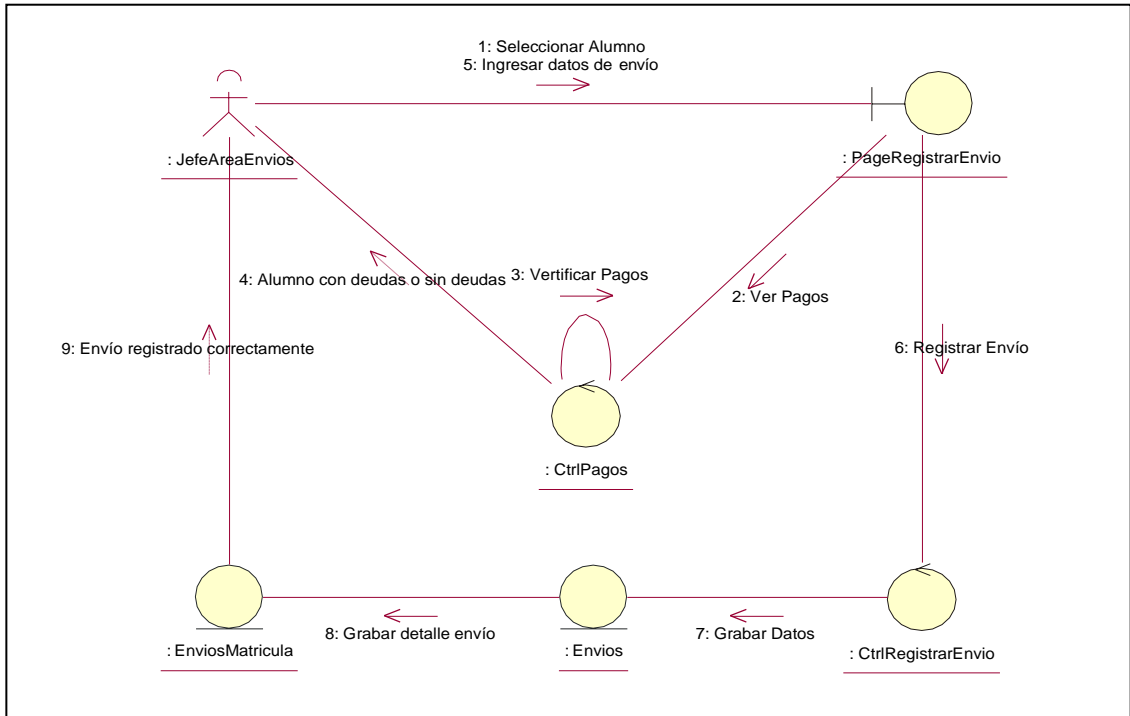 1: Seleccionar Alumno
5: Ingresar datos de envío
: JefeAreaEnvios
: PageRegistrarEnvio
4: Alumno con deudas o sin deudas
3: Vertificar Pagos
2: Ver Pagos
9: Envío registrado correctamente
6: Registrar Envío
: CtrlPagos
8: Grabar detalle envío
7: Grabar Datos
: EnviosMatricula
: Envios
: CtrlRegistrarEnvio